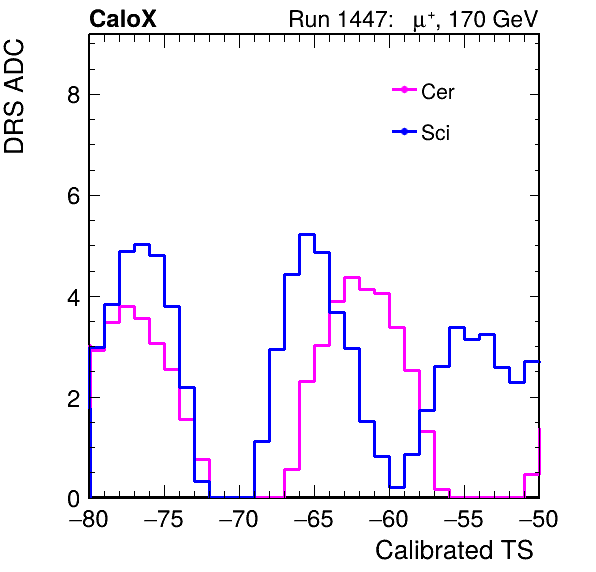 CaloX Run 1447: μ⁺, 170 GeV
DRS ADC
Cer
Sci
8
6
4
2
0
−80 −75 −70 −65 −60 −55 −50
Calibrated TS